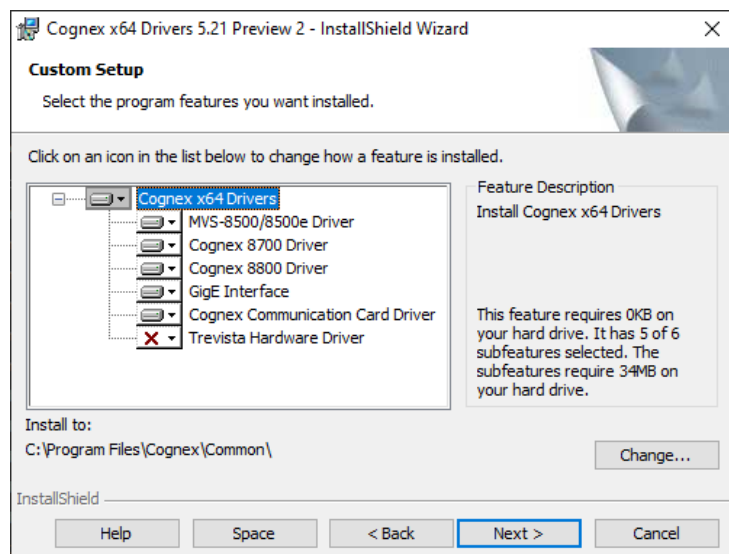 Cognex x64 Drivers 5.21 Preview 2 - InstallShield Wizard
Custom Setup
Select the program features you want installed.
Click on an icon in the list below to change how a feature is installed.
Cognex x64 Drivers
MVS-8500/8500e Driver
Cognex 8700 Driver
Cognex 8800 Driver
GigE Interface
Cognex Communication Card Driver
Trevista Hardware Driver
Feature Description
Install Cognex x64 Drivers
This feature requires 0KB on
your hard drive. It has 5 of 6
subfeatures selected. The
subfeatures require 34MB on
your hard drive.
Install to:
C:\Program Files\Cognex\Common\
Change...
InstallShield
Help
Space
< Back
Next >
Cancel